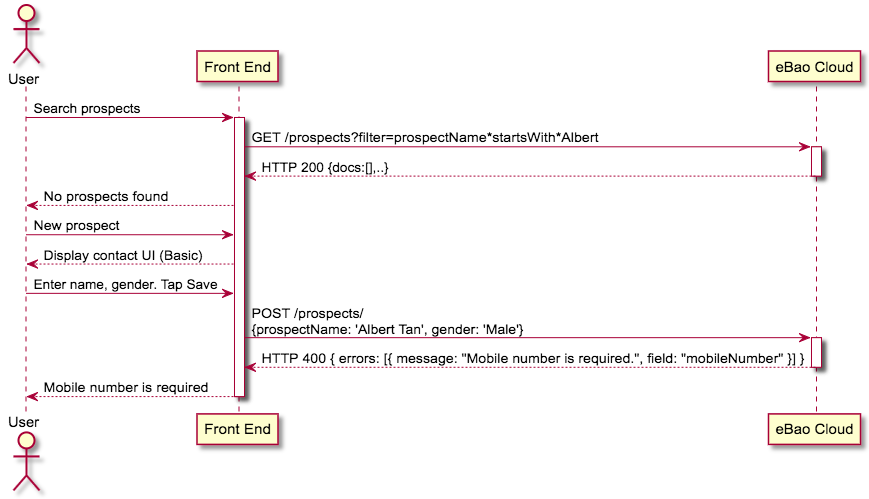 User
Front End
eBao Cloud
Search prospects
GET /prospects?filter=prospectName*startsWith*Albert
HTTP 200 {docs:[],..}
No prospects found
New prospect
Display contact UI (Basic)
Enter name, gender. Tap Save
POST /prospects/
{prospectName: 'Albert Tan', gender: 'Male'}
HTTP 400 { errors: [{ message: "Mobile number is required.", field: "mobileNumber" }] }
Mobile number is required
User
Front End
eBao Cloud